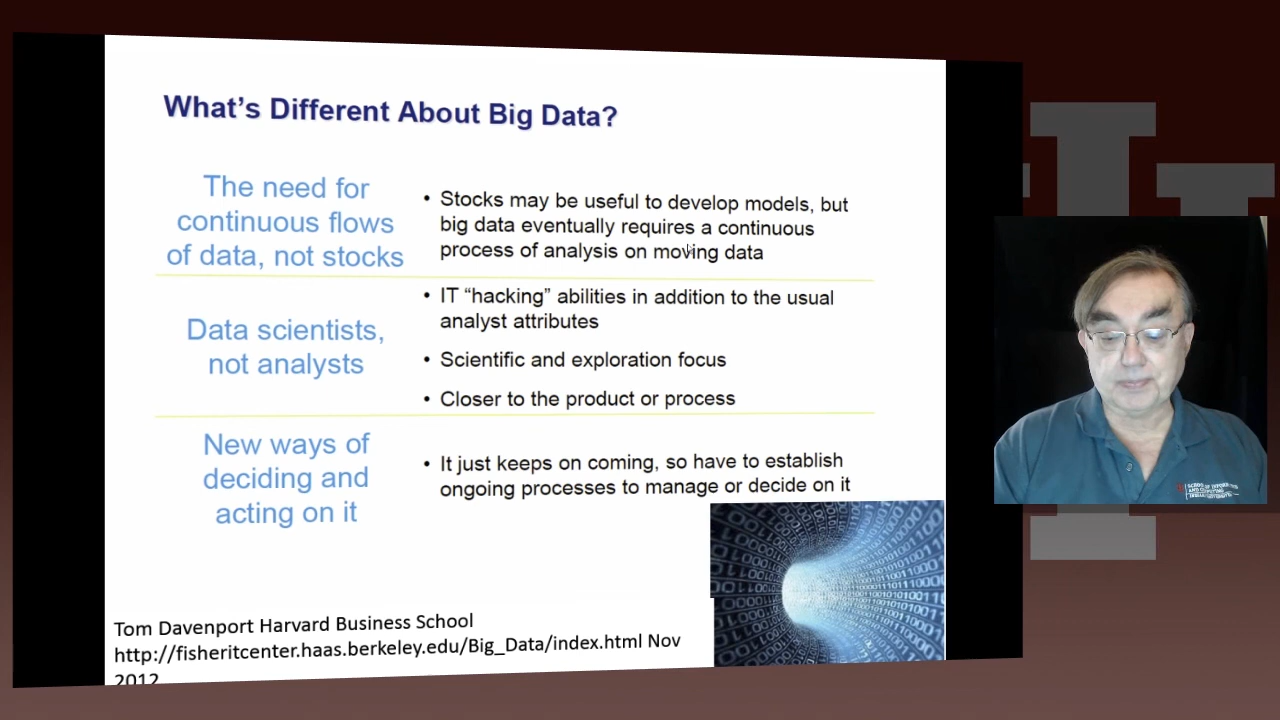 What's Different About Big Data?
The need for
continuous flows
of data, not stocks
• Stocks may be useful to develop models, but
big data eventually requires a continuous
process of analysis on moving data
Data scientists,
not analysts
• IT “hacking” abilities in addition to the usual
analyst attributes
• Scientific and exploration focus
• Closer to the product or process
New ways of
deciding and
acting on it
• It just keeps on coming, so have to establish
ongoing processes to manage or decide on it
Tom Davenport Harvard Business School
http://fisheritcenter.haas.berkeley.edu/Big_Data/index.html Nov
2012
SCHOOL OF INFORMATICS
AND COMPUTING